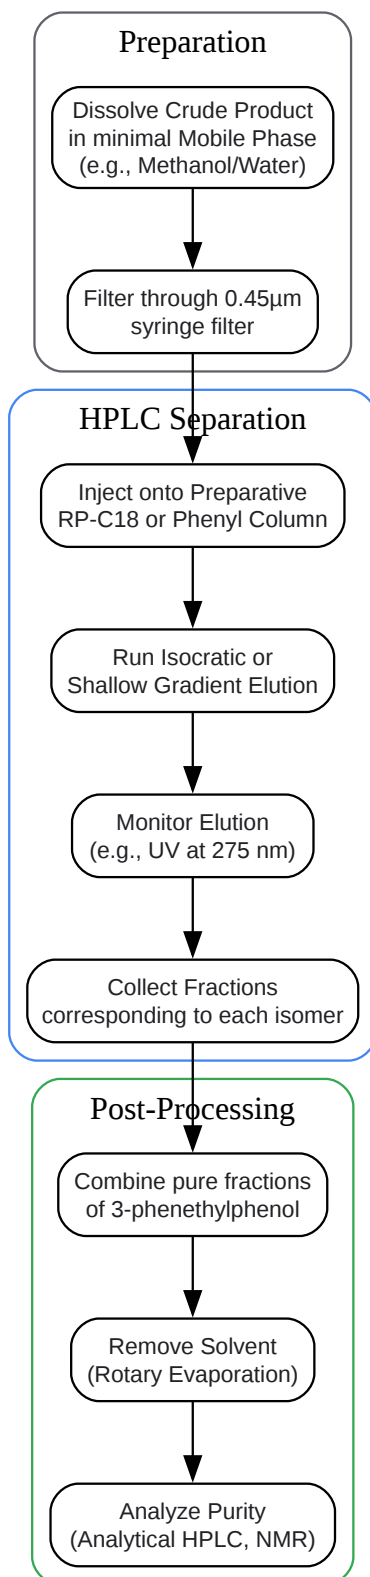 Preparation
Dissolve Crude Product
in minimal Mobile Phase
(e.g., Methanol/Water)
Filter through 0.45µm
syringe filter
HPLC Separation
Inject onto Preparative
RP-C18 or Phenyl Column
Run Isocratic or
Shallow Gradient Elution
Monitor Elution
(e.g., UV at 275 nm)
Collect Fractions
corresponding to each isomer
Post-Processing
Combine pure fractions
of 3-phenethylphenol
Remove Solvent
(Rotary Evaporation)
Analyze Purity
(Analytical HPLC, NMR)